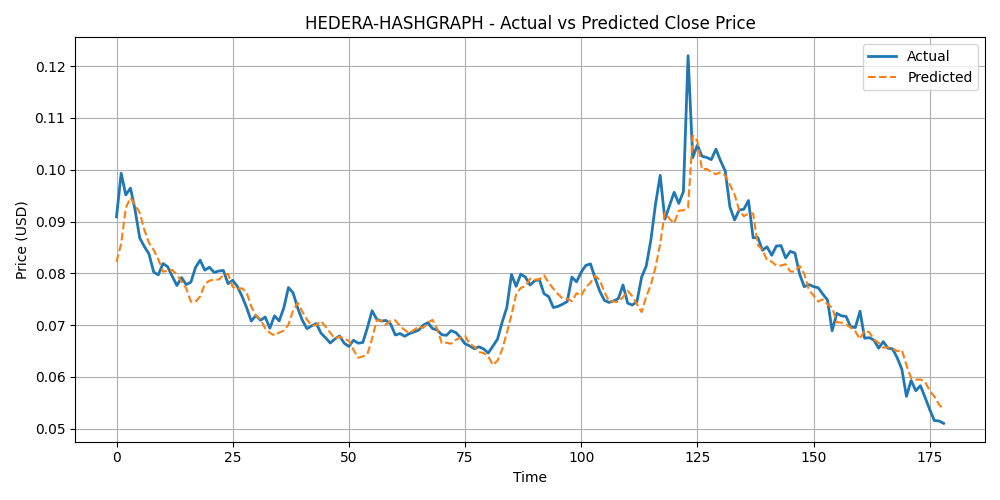 HEDERA-HASHGRAPH - Actual vs Predicted Close Price
Actual
Predicted
Price (USD)
0.12
0.11
0.10
0.09
0.08
0.07
0.06
0.05
0 25 50 75 100 125 150 175
Time